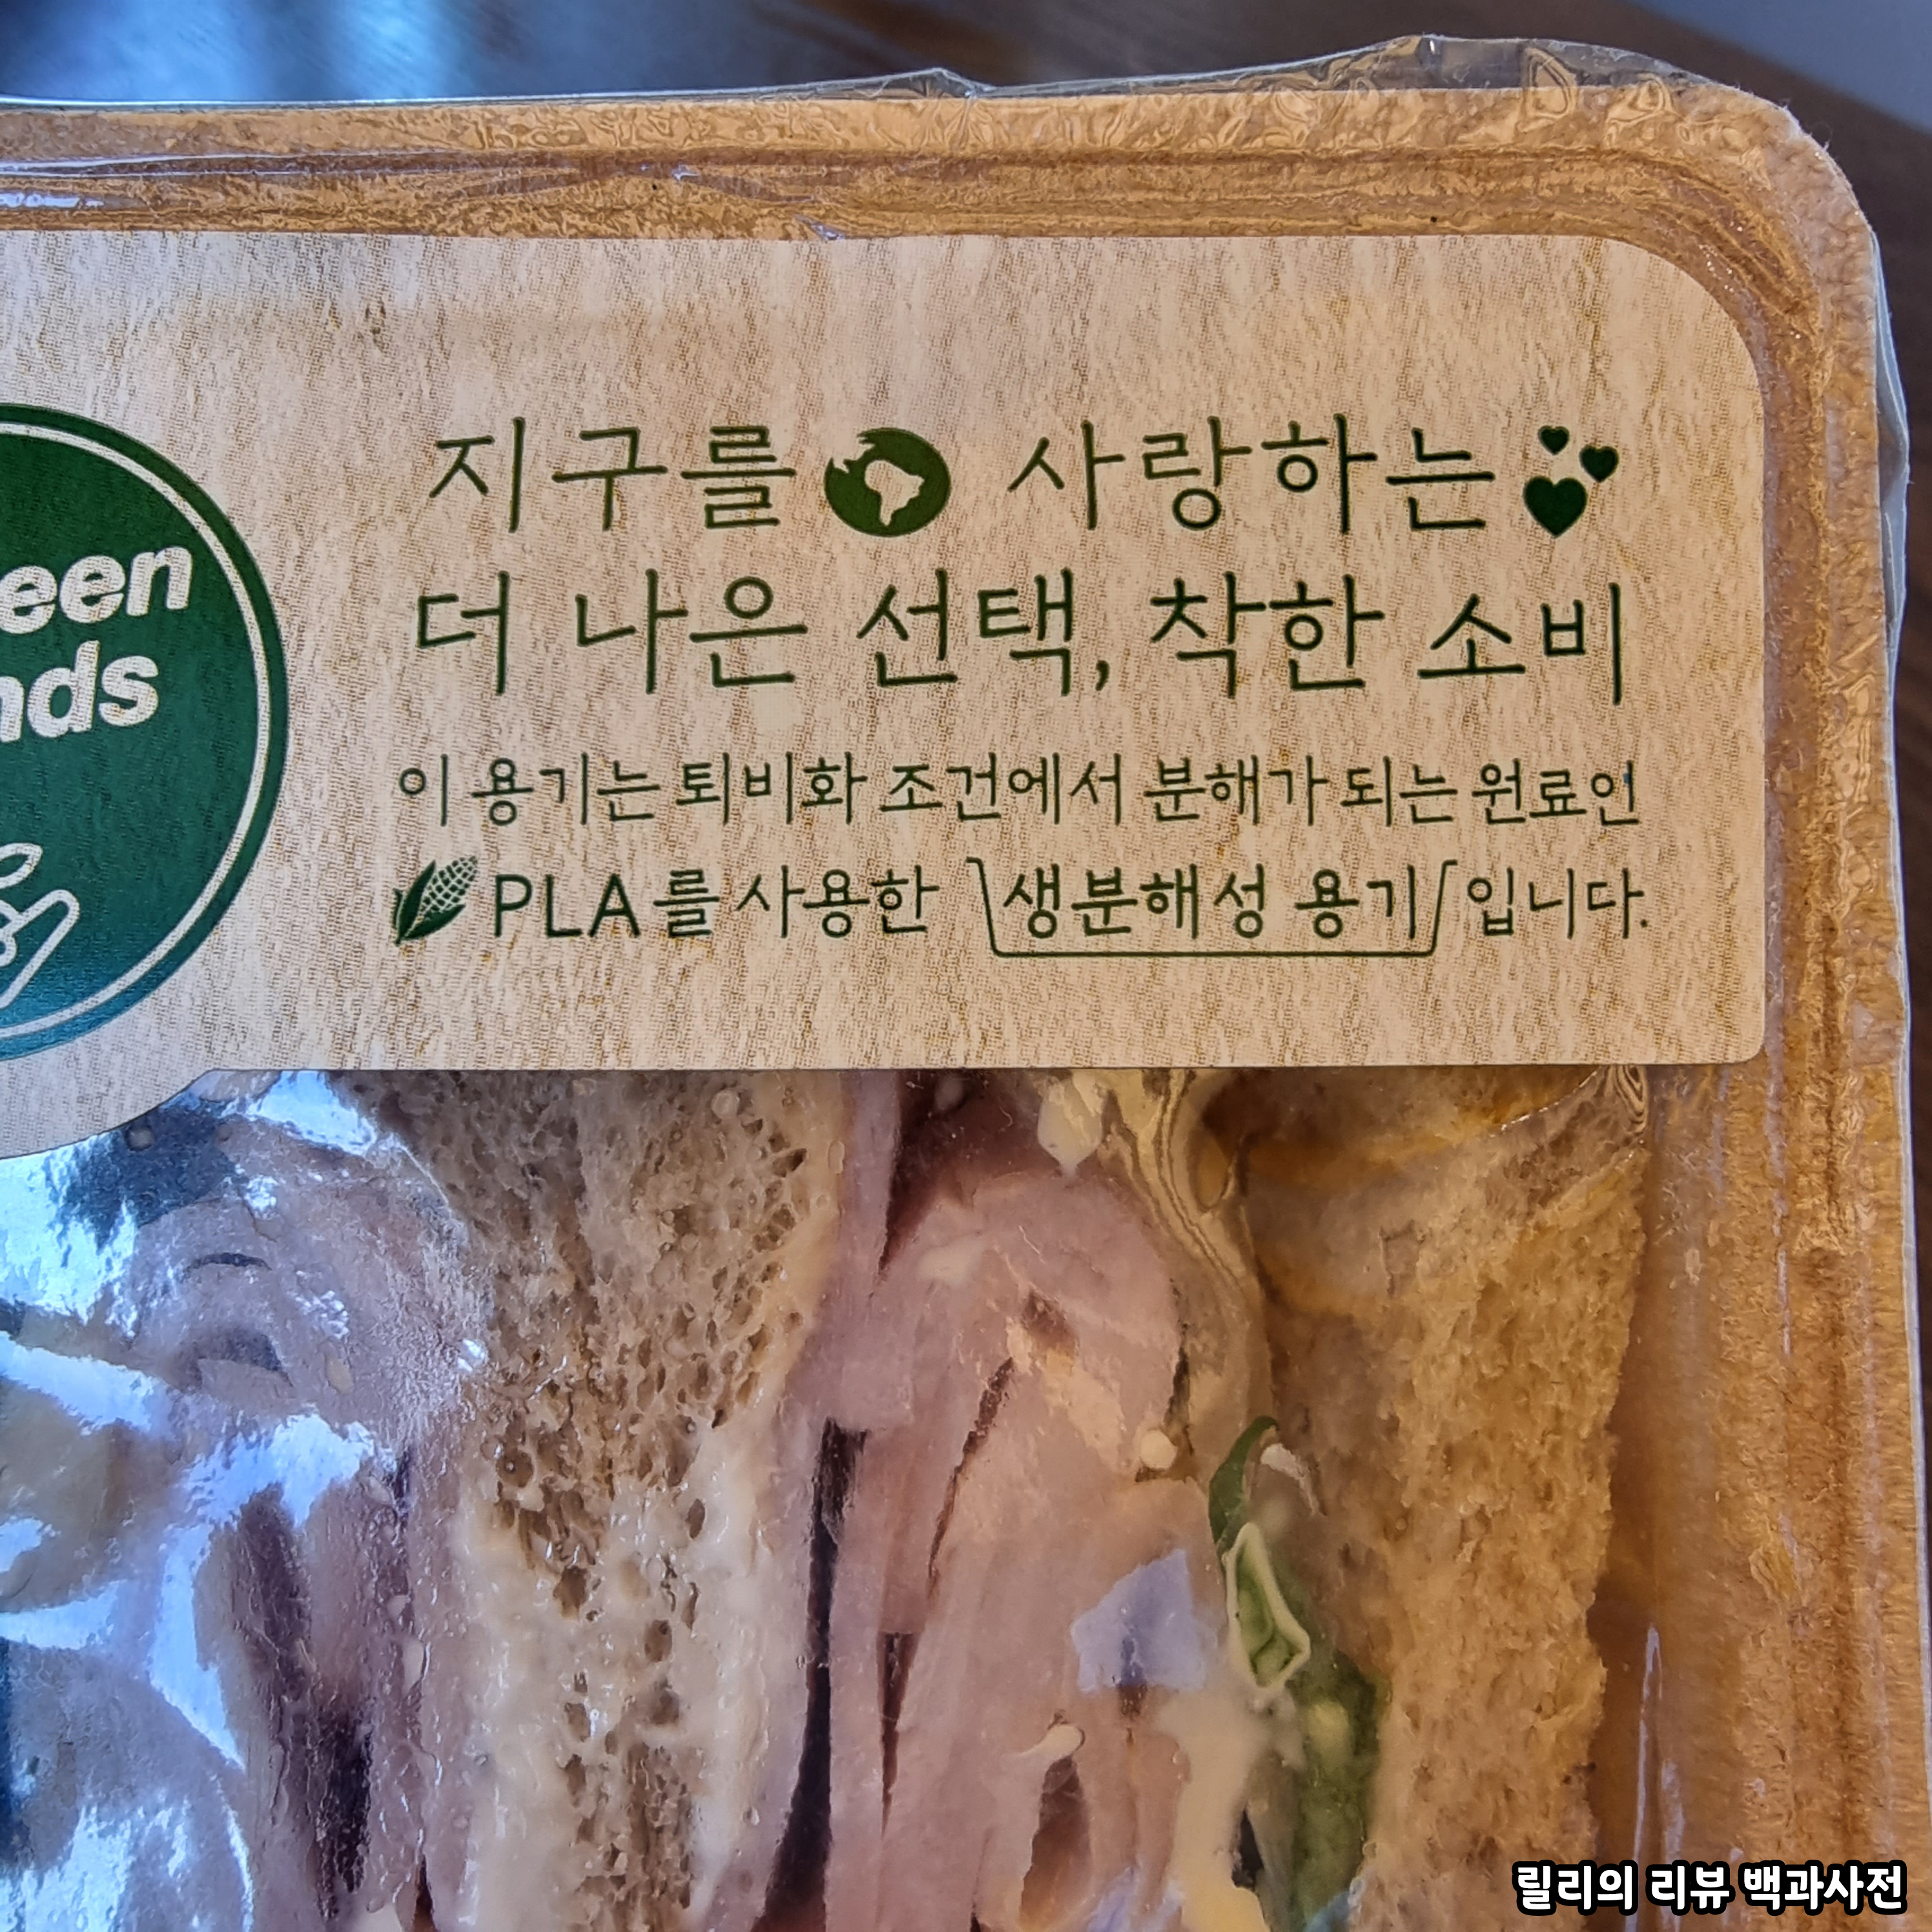 지구를 사랑하는
더 나은 선택, 착한 소비
이 용기는 퇴비화 조건에서 분해가 되는 원료인
PLA를 사용한 생분해성 용기 입니다.
een
nds
릴리의 리뷰 백과사전